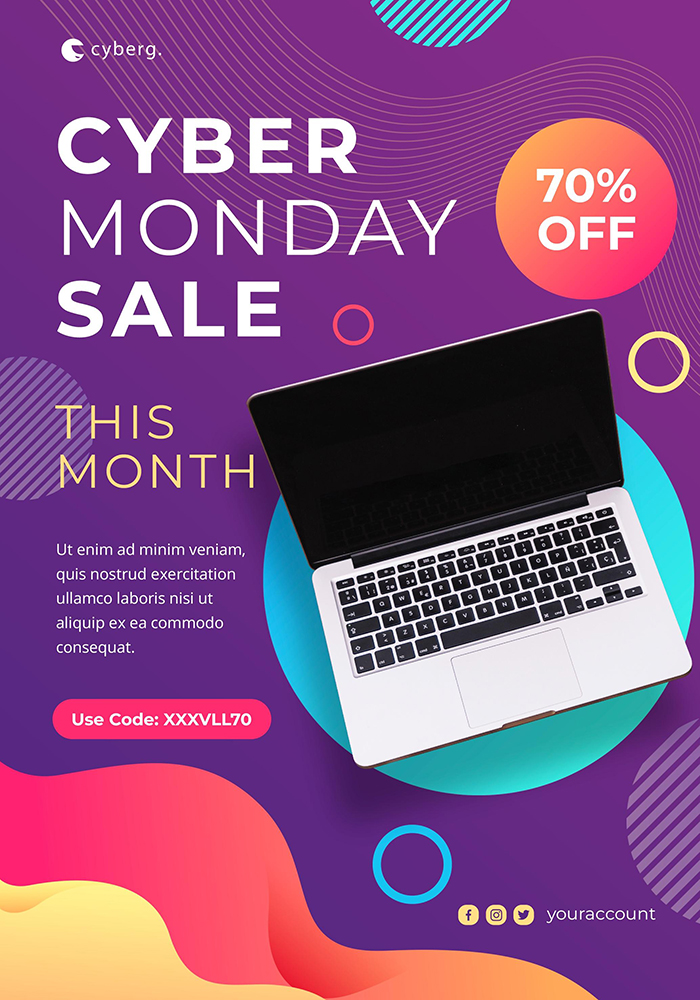 cyberg.
CYBER
MONDAY
SALE
70%
OFF
THIS
MONTH
Ut enim ad minim veniam,
quis nostrud exercitation
ullamco laboris nisi ut
aliquip ex ea commodo
consequat.
Use Code: XXXVLL70
youraccount